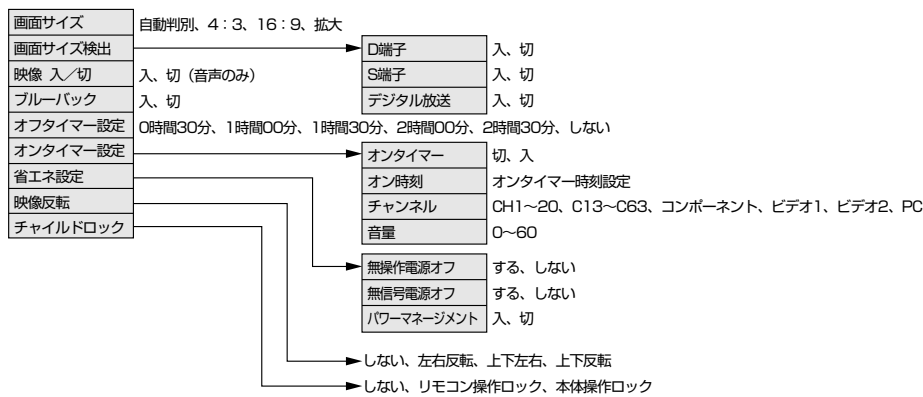 画面サイズ 自動判別、4:3、16:9、拡大
画面サイズ検出 D端子 入、切
映像 入／切 入、切（音声のみ） S端子 入、切
ブルーバック 入、切 デジタル放送 入、切
オフタイマー設定 0時間30分、1時間00分、1時間30分、2時間00分、2時間30分、しない
オンタイマー設定 オンタイマー 切、入
省エネ設定 オン時刻 オンタイマー時刻設定
映像反転 チャンネル CH1～20、C13～C63、コンポーネント、ビデオ1、ビデオ2、PC
チャイルドロック 音量 0～60
無操作電源オフ する、しない
無信号電源オフ する、しない
パワーマネージメント 入、切
しない、左右反転、上下左右、上下反転
しない、リモコン操作ロック、本体操作ロック